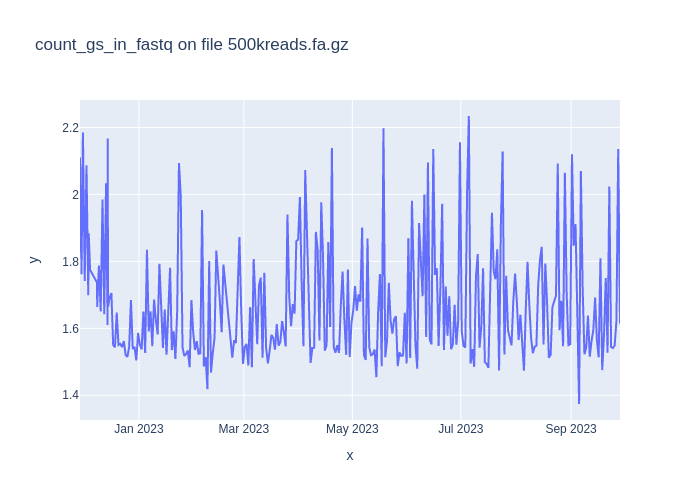 count_gs_in_fastq on file 500kreads.fa.gz
2.2
2
1.8
1.6
1.4
y
Jan 2023
Mar 2023
May 2023
Jul 2023
Sep 2023
x